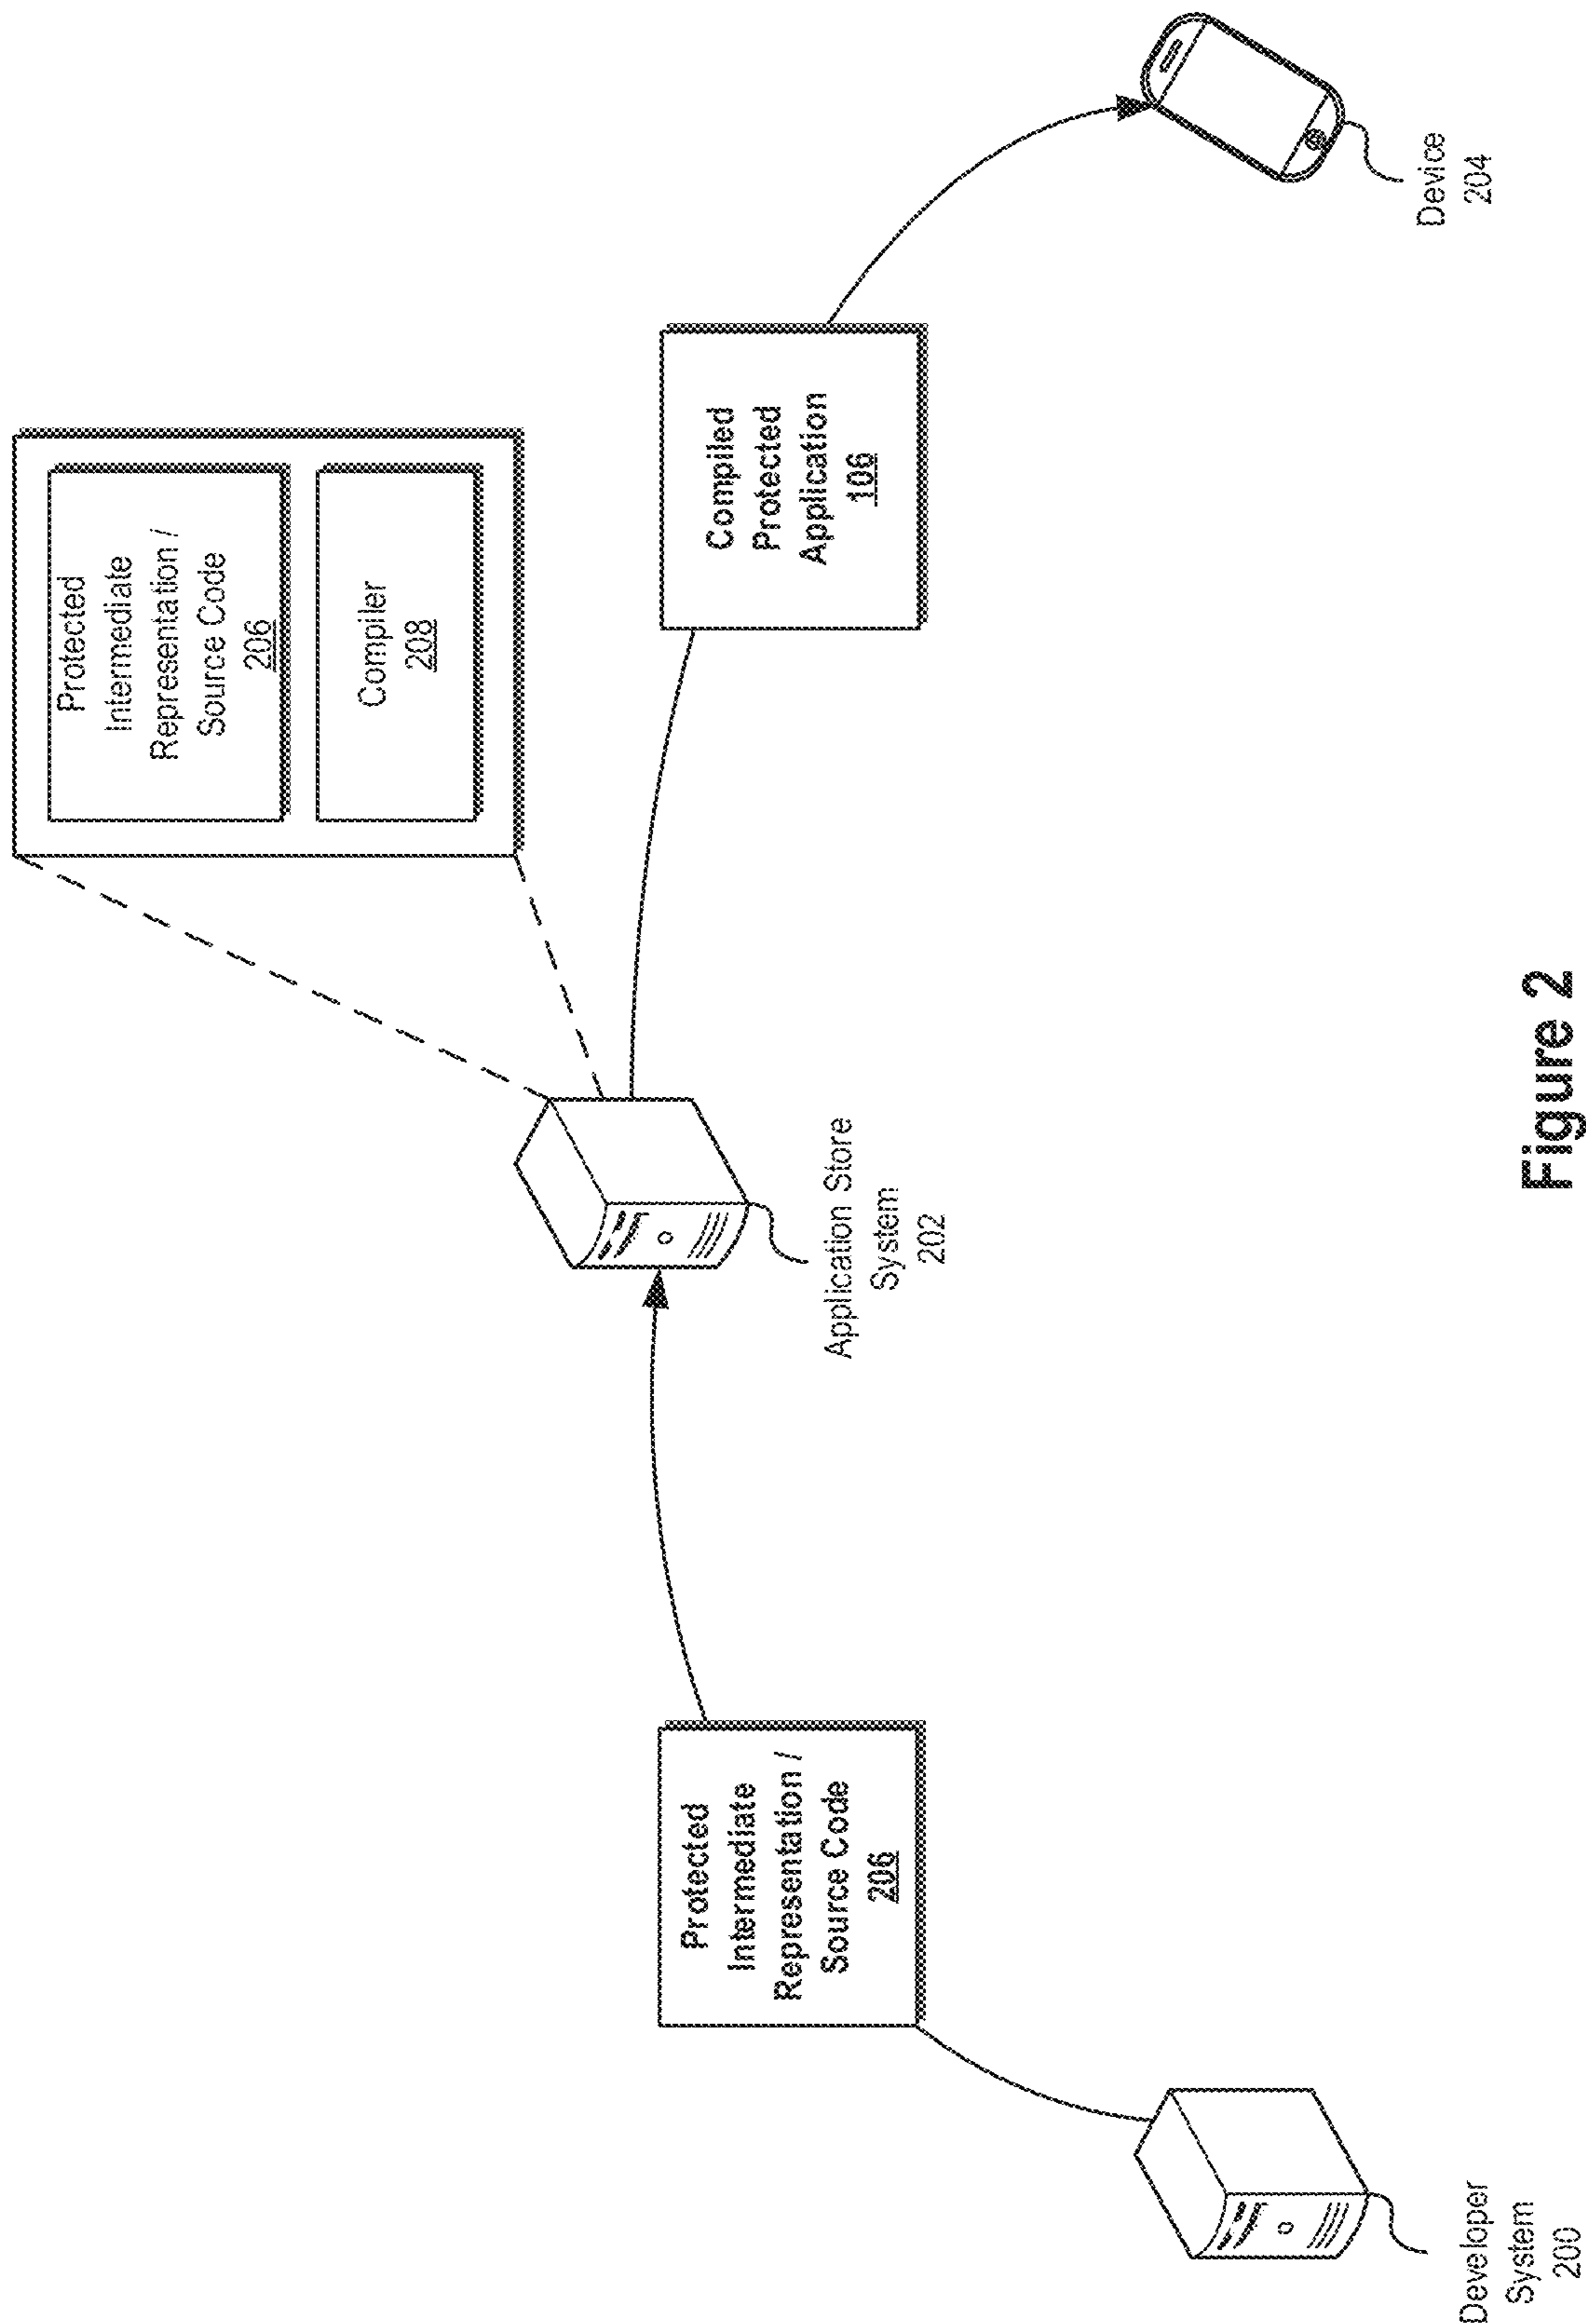 Protected
Intermediate
Representation /
Source Code
206
Compiler
208
Protected
Intermediate
Representation /
Source Code
206
Compiled
Protected
Application
106
Application Store
System
202
Developer
System
200
Device
204
Figure 2